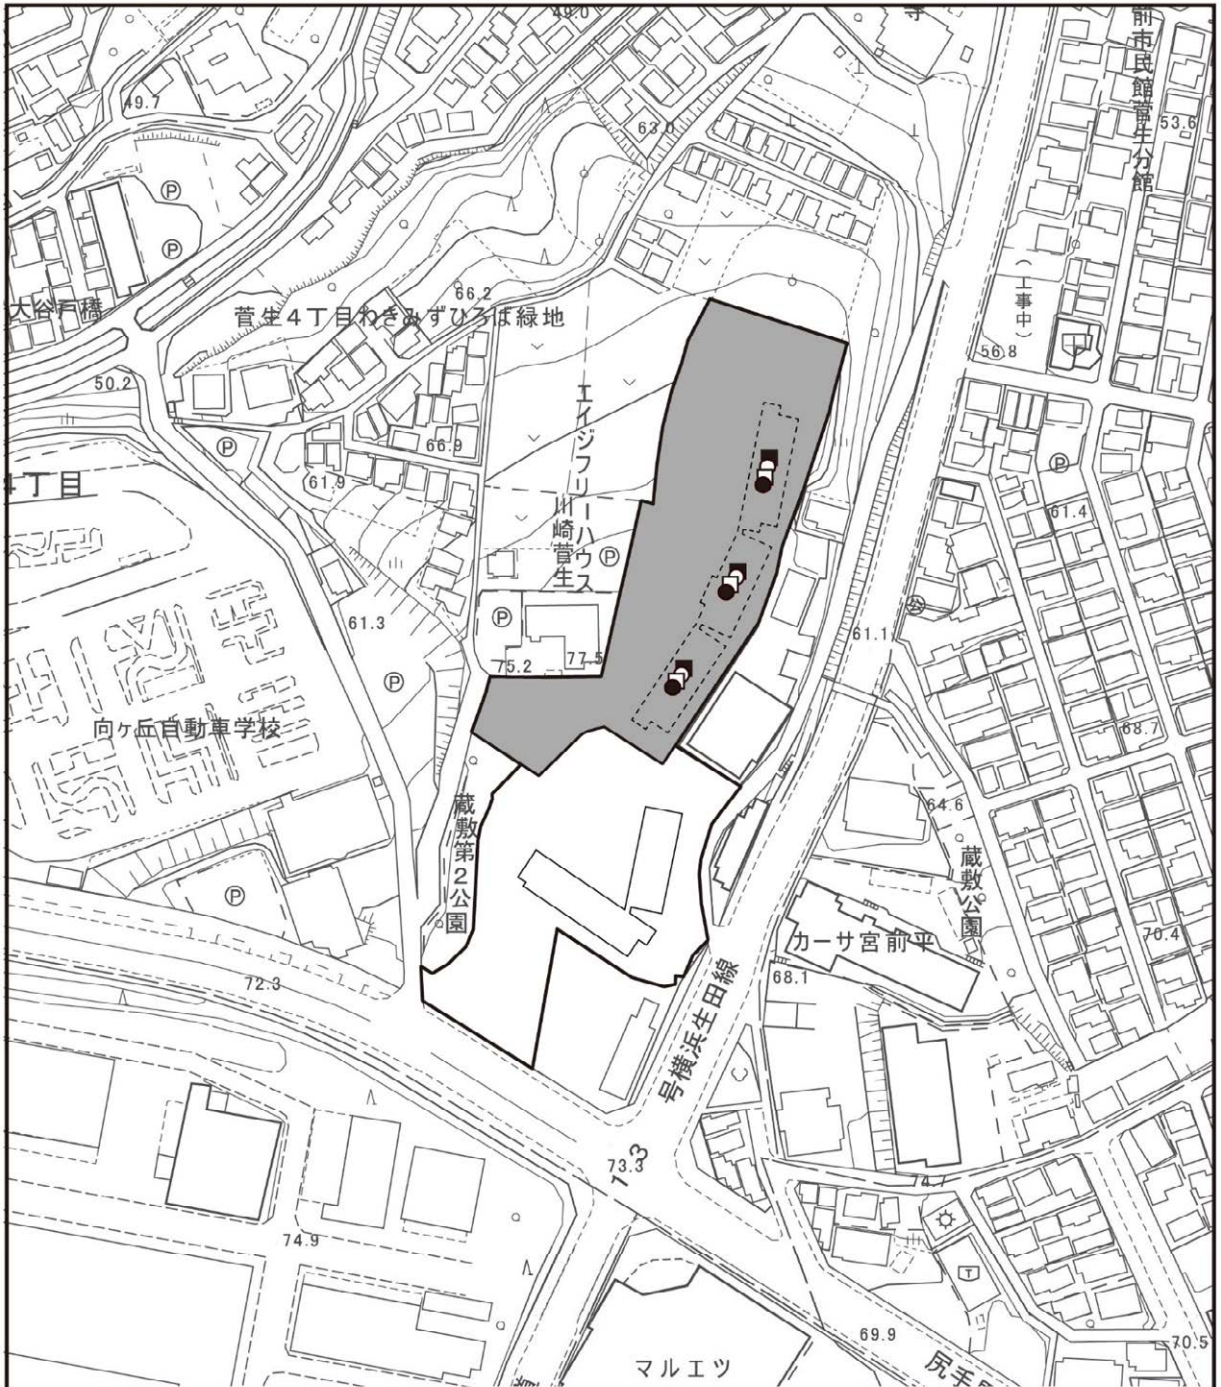 49.0
寺
前市民館菅生分館
49.7
53.6
63.0
P
P
66.2
大谷戸橋
菅生4丁目わきみずひろば緑地
(工事中)
56.8
50.2
エイジフリーハウス
川崎菅生
P
66.9
P
61.9
4丁目
61.4
P
公
P
61.3
61.1
75.2
77.5
P
向ヶ丘自動車学校
68.7
64.6
蔵敷第2公園
蔵敷公園
P
70.4
カーサ宮前平
68.1
72.3
号横浜生田線
73.3
13
74.7
74.9
69.9
70.5
マルエツ
尻手